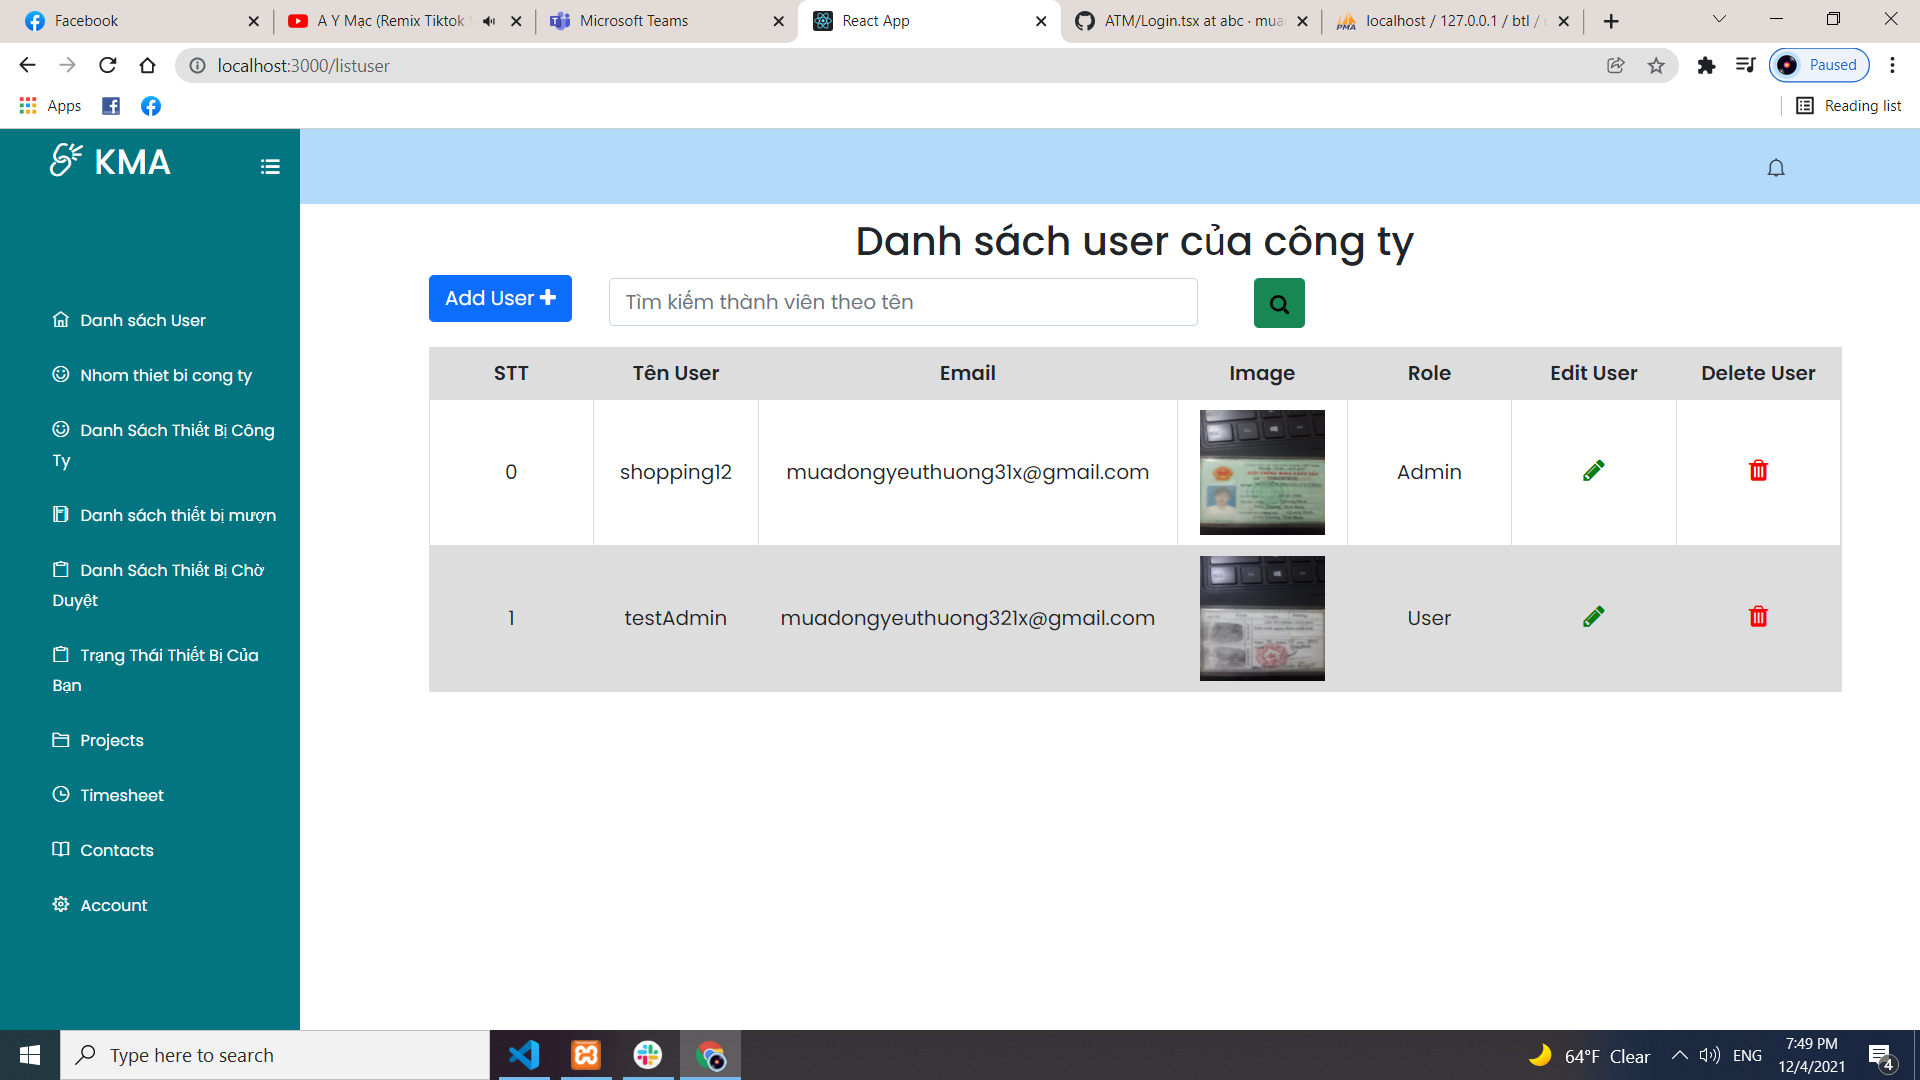 Facebook
A Y Mạc (Remix Tiktok
Microsoft Teams
React App
ATM/Login.tsx at abc · mua
localhost / 127.0.0.1 / btl /
localhost:3000/listuser
Paused
Apps
Reading list
KMA
Danh sách user của công ty
Add User
Tìm kiếm thành viên theo tên
Danh sách User
Nhom thiet bi cong ty
Danh Sách Thiết Bị Công
Ty
Danh sách thiết bị mượn
Danh Sách Thiết Bị Chờ
Duyệt
Trạng Thái Thiết Bị Của
Bạn
Projects
Timesheet
Contacts
Account
STT Tên User Email Image Role Edit User Delete User
0 shopping12 muadongyeuthuong31x@gmail.com Admin
1 testAdmin muadongyeuthuong321x@gmail.com User
Type here to search
64°F Clear
ENG
7:49 PM
12/4/2021
4